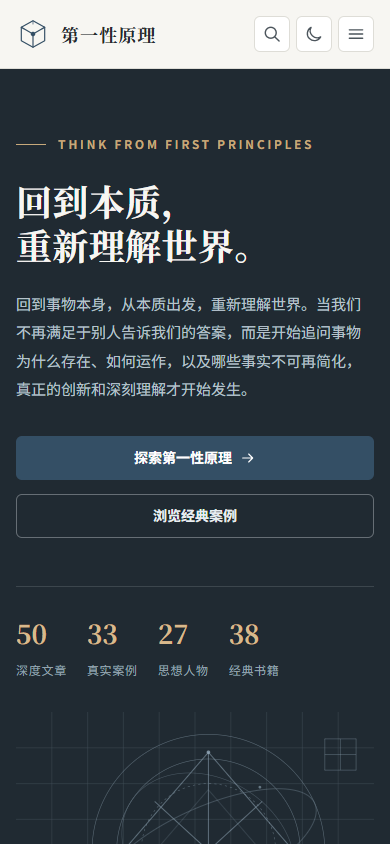 第一性原理
THINK FROM FIRST PRINCIPLES
回到本质，
重新理解世界。
回到事物本身，从本质出发，重新理解世界。当我们
不再满足于别人告诉我们的答案，而是开始追问事物
为什么存在、如何运作，以及哪些事实不可再简化，
真正的创新和深刻理解才开始发生。
探索第一性原理 →
浏览经典案例
50 33 27 38
深度文章 真实案例 思想人物 经典书籍